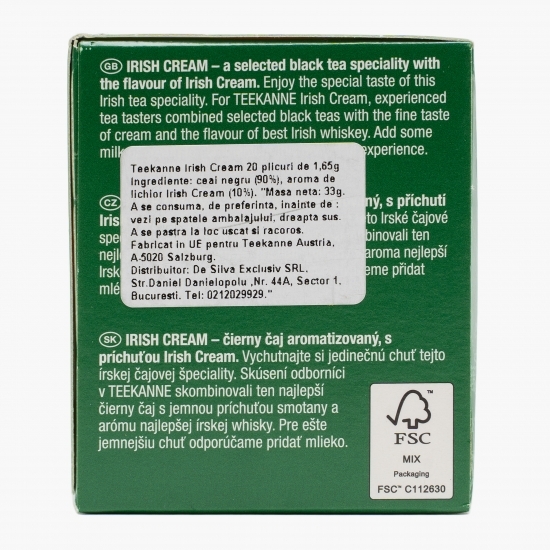 GB IRISH CREAM – a selected black tea speciality with
the flavour of Irish Cream. Enjoy the special taste of this
Irish tea speciality. For TEEKANNE Irish Cream, experienced
tea tasters combined selected black teas with the fine taste
of cream and the flavour of best Irish whiskey. Add some
milk experience.
Teekanne Irish Cream 20 plicuri de 1,65g
Ingrediente: ceai negru (90%), aroma de
lichior Irish Cream (10%). "Masa neta: 33g.
A se consuma, de preferinta, inainte de :
vezi pe spatele ambalajului, dreapta sus.
A se pastra la loc uscat si racoros.
Fabricat in UE pentru Teekanne Austria,
A-5020 Salzburg.
Distribuitor: De Silva Exclusiv SRL,
Str.Daniel Danielopolu ,Nr. 44A, Sector 1,
Bucuresti. Tel: 0212029929."
CZ , s příchutí
to Irské čajové
kombinovali ten
aroma nejlepší
eme přidat
SK IRISH CREAM – čierny čaj aromatizovaný, s
príchuťou Irish Cream. Vychutnajte si jedinečnú chuť tejto
írskej čajovej špeciality. Skúsení odborníci
v TEEKANNE skombinovali ten najlepší
čierny čaj s jemnou príchuťou smotany a
arómu najlepšej írskej whisky. Pre ešte
jemnejšiu chuť odporúčame pridať mlieko.
FSC
MIX
Packaging
FSC™ C112630